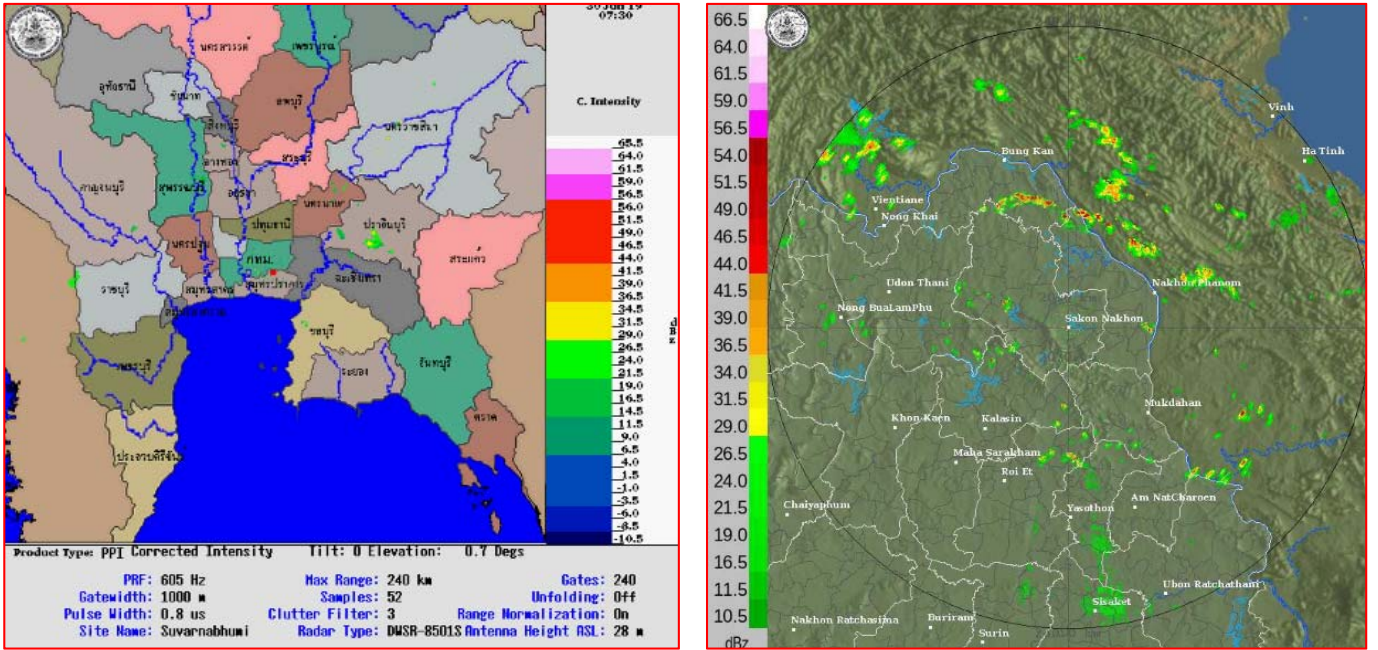 30 Jun 19
07:30
C. Intensity
65.5
64.0
61.5
59.0
56.5
56.0
51.5
49.0
46.5
44.0
41.5
39.0
36.5
34.5
31.5
29.0
26.5
24.0
21.5
19.0
16.5
14.5
11.5
9.0
6.5
4.0
1.5
-1.0
-3.5
-6.0
-8.5
-10.5
dBz
นครสวรรค์
เพชรบูรณ์
อุทัยธานี
ชัยนาท
ลพบุรี
สิงห์บุรี
นครราชสีมา
อ่างทอง
สระบุรี
กาญจนบุรี
สุพรรณบุรี
อยุธยา
นครนายก
ปทุมธานี
ปราจีนบุรี
นครปฐม
กทม.
สระแก้ว
ฉะเชิงเทรา
ราชบุรี
สมุทรสาคร
สมุทรปราการ
ชลบุรี
เพชรบุรี
ระยอง
จันทบุรี
ตราด
ประจวบคีรีขันธ์
Product Type: PPI Corrected Intensity Tilt: 0 Elevation: 0.7 Degs
PRF: 605 Hz Max Range: 240 km Gates: 240
Gatewidth: 1000 m Samples: 52 Unfolding: Off
Pulse Width: 0.8 us Clutter Filter: 3 Range Normalization: On
Site Name: Suvarnabhumi Radar Type: DWSR-8501S Antenna Height ASL: 28 m
66.5
64.0
61.5
59.0
56.5
54.0
51.5
49.0
46.5
44.0
41.5
39.0
36.5
34.0
31.5
29.0
26.5
24.0
21.5
19.0
16.5
13.5
11.5
10.5
dBz
Vinh
Bung Kan
Ha Tinh
Vientiane
Nong Khai
Udon Thani
Nakhon Phanom
Nong BuaLamPhu
Sakon Nakhon
Mukdahan
Khon Kaen
Kalasin
Maha Sarakham
Roi Et
Chaiyaphum
Yasothon
Am NatCharoen
Ubon Ratchathani
Sisaket
Nakhon Ratchasima
Buriram
Surin